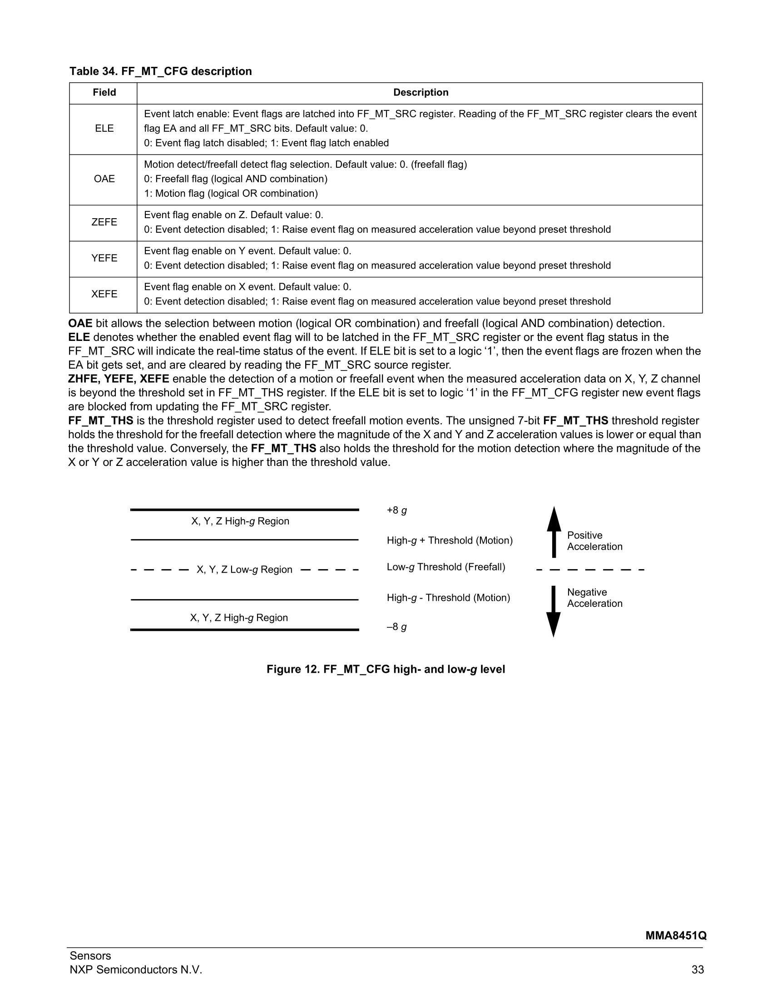 Table 34. FF_MT_CFG description
Field Description
ELE
Event latch enable: Event flags are latched into FF_MT_SRC register. Reading of the FF_MT_SRC register clears the event
flag EA and all FF_MT_SRC bits. Default value: 0.
0: Event flag latch disabled; 1: Event flag latch enabled
OAE
Motion detect/freefall detect flag selection. Default value: 0. (freefall flag)
0: Freefall flag (logical AND combination)
1: Motion flag (logical OR combination)
ZEFE
Event flag enable on Z. Default value: 0.
0: Event detection disabled; 1: Raise event flag on measured acceleration value beyond preset threshold
YEFE
Event flag enable on Y event. Default value: 0.
0: Event detection disabled; 1: Raise event flag on measured acceleration value beyond preset threshold
XEFE
Event flag enable on X event. Default value: 0.
0: Event detection disabled; 1: Raise event flag on measured acceleration value beyond preset threshold
OAE bit allows the selection between motion (logical OR combination) and freefall (logical AND combination) detection.
ELE denotes whether the enabled event flag will to be latched in the FF_MT_SRC register or the event flag status in the
FF_MT_SRC will indicate the real-time status of the event. If ELE bit is set to a logic ‘1’, then the event flags are frozen when the
EA bit gets set, and are cleared by reading the FF_MT_SRC source register.
ZHFE, YEFE, XEFE enable the detection of a motion or freefall event when the measured acceleration data on X, Y, Z channel
is beyond the threshold set in FF_MT_THS register. If the ELE bit is set to logic ‘1’ in the FF_MT_CFG register new event flags
are blocked from updating the FF_MT_SRC register.
FF_MT_THS is the threshold register used to detect freefall motion events. The unsigned 7-bit FF_MT_THS threshold register
holds the threshold for the freefall detection where the magnitude of the X and Y and Z acceleration values is lower or equal than
the threshold value. Conversely, the FF_MT_THS also holds the threshold for the motion detection where the magnitude of the
X or Y or Z acceleration value is higher than the threshold value.
+8 g
X, Y, Z High-g Region
High-g + Threshold (Motion)
Positive
Acceleration
X, Y, Z Low-g Region
Low-g Threshold (Freefall)
High-g - Threshold (Motion)
Negative
Acceleration
X, Y, Z High-g Region
–8 g
Figure 12. FF_MT_CFG high- and low-g level
MMA8451Q
Sensors
NXP Semiconductors N.V. 33